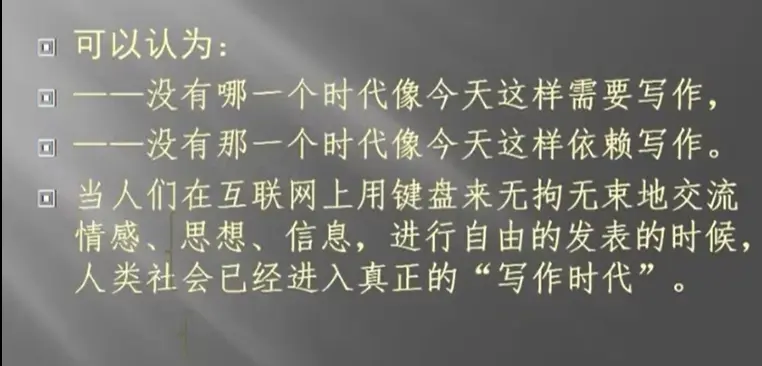 可以认为：
——没有哪一个时代像今天这样需要写作，
——没有那一个时代像今天这样依赖写作。
当人们在互联网上用键盘来无拘无束地交流
情感、思想、信息，进行自由的发表的时候，
人类社会已经进入真正的“写作时代”。